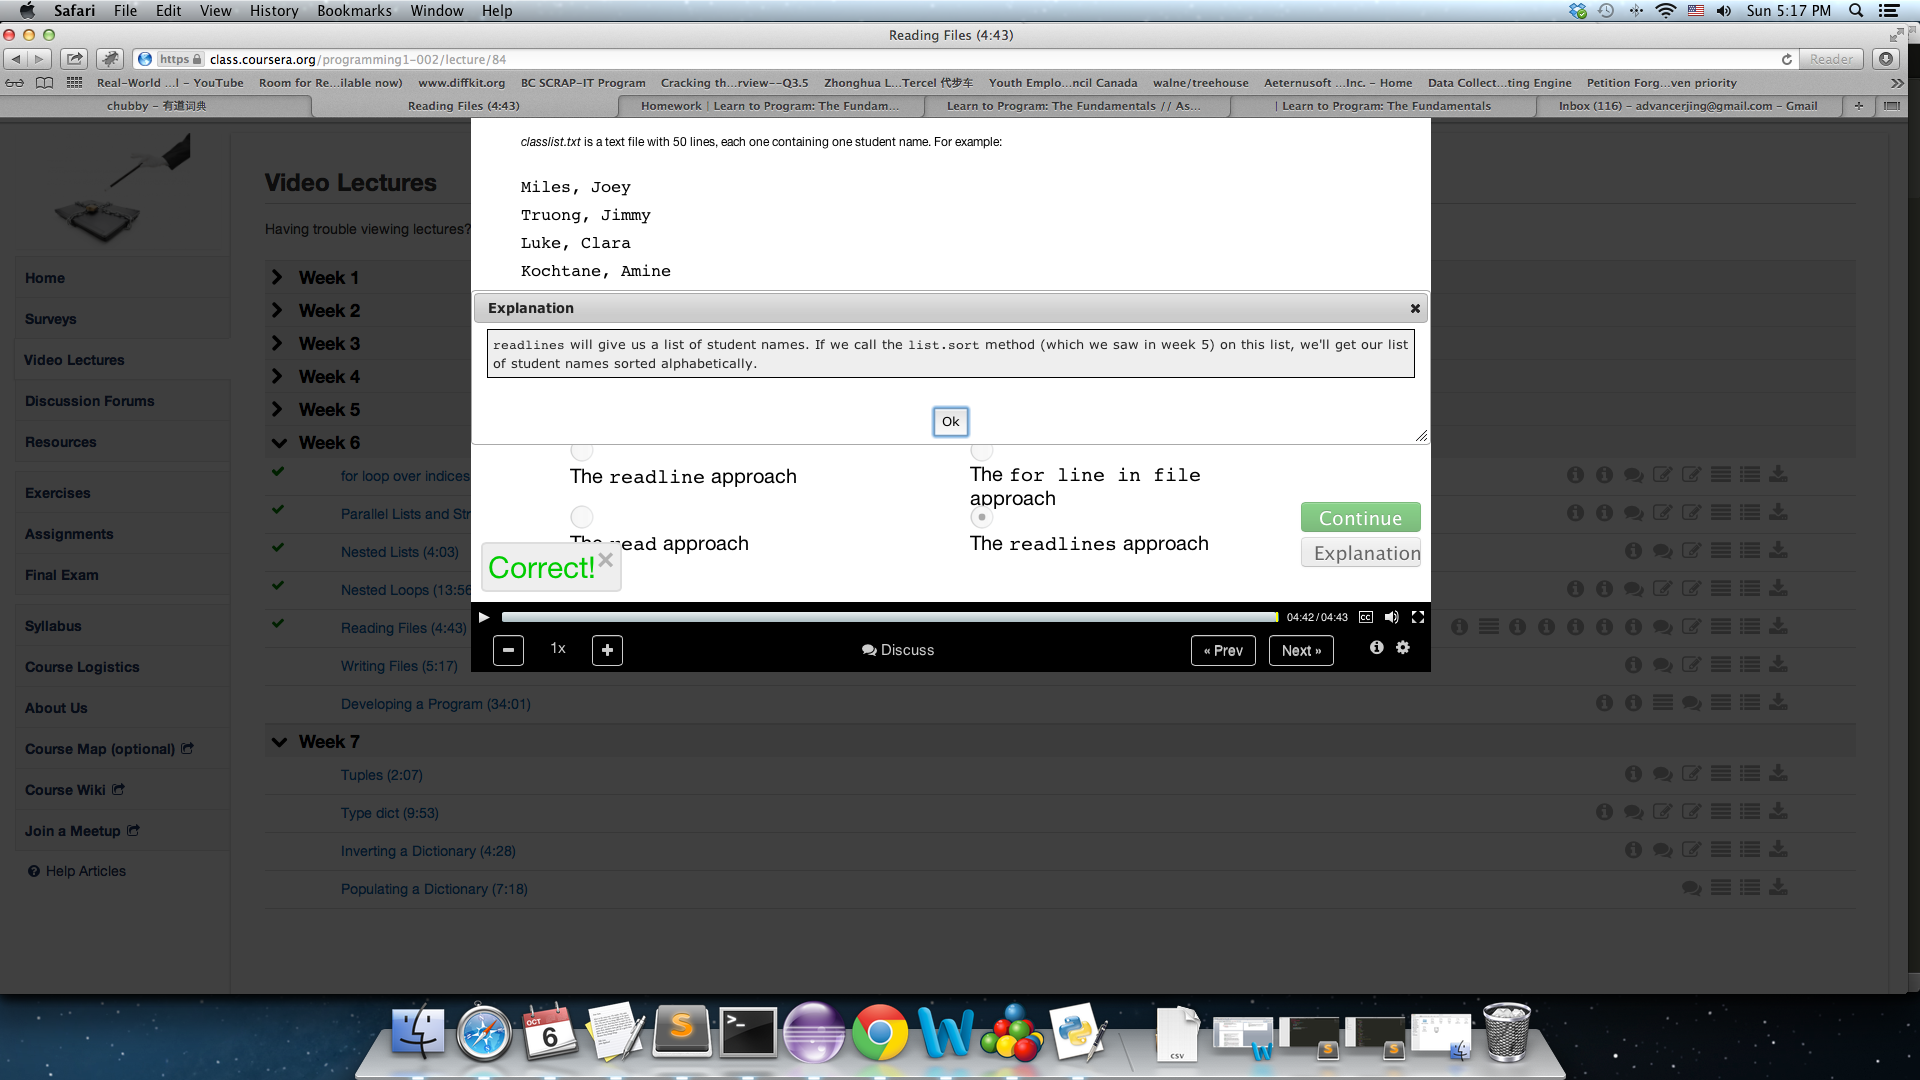 Safari File Edit View History Bookmarks Window Help Sun 5:17 PM
Reading Files (4:43)
https class.coursera.org/programming1-002/lecture/84 Reader
Real-World ...l – YouTube Room for Re...ilable now) www.diffkit.org BC SCRAP-IT Program Cracking th...rview--Q3.5 Zhonghua L...Tercel 代步车 Youth Emplo...ncil Canada walne/treehouse Aeternusoft ...Inc. – Home Data Collect...ting Engine Petition Forg...ven priority
chubby – 有道词典 Reading Files (4:43) Homework | Learn to Program: The Fundam... Learn to Program: The Fundamentals // As... | Learn to Program: The Fundamentals Inbox (116) – advancerjing@gmail.com – Gmail
Home
Surveys
Video Lectures
Discussion Forums
Resources
Exercises
Assignments
Final Exam
Syllabus
Course Logistics
About Us
Course Map (optional)
Course Wiki
Join a Meetup
Help Articles
Video Lectures
Having trouble viewing lectures?
Week 1
Week 2
Week 3
Week 4
Week 5
Week 6
for loop over indices
Parallel Lists and Str
Nested Lists (4:03)
Nested Loops (13:56
Reading Files (4:43)
Writing Files (5:17)
Developing a Program (34:01)
Week 7
Tuples (2:07)
Type dict (9:53)
Inverting a Dictionary (4:28)
Populating a Dictionary (7:18)
classlist.txt is a text file with 50 lines, each one containing one student name. For example:
Miles, Joey
Truong, Jimmy
Luke, Clara
Kochtane, Amine
Explanation
readlines will give us a list of student names. If we call the list.sort method (which we saw in week 5) on this list, we'll get our list
of student names sorted alphabetically.
Ok
The readline approach
The for line in file
approach
The read approach
The readlines approach
Continue
Explanation
Correct!
04:42 / 04:43 CC
1x Discuss « Prev Next »
OCT
6
CSV